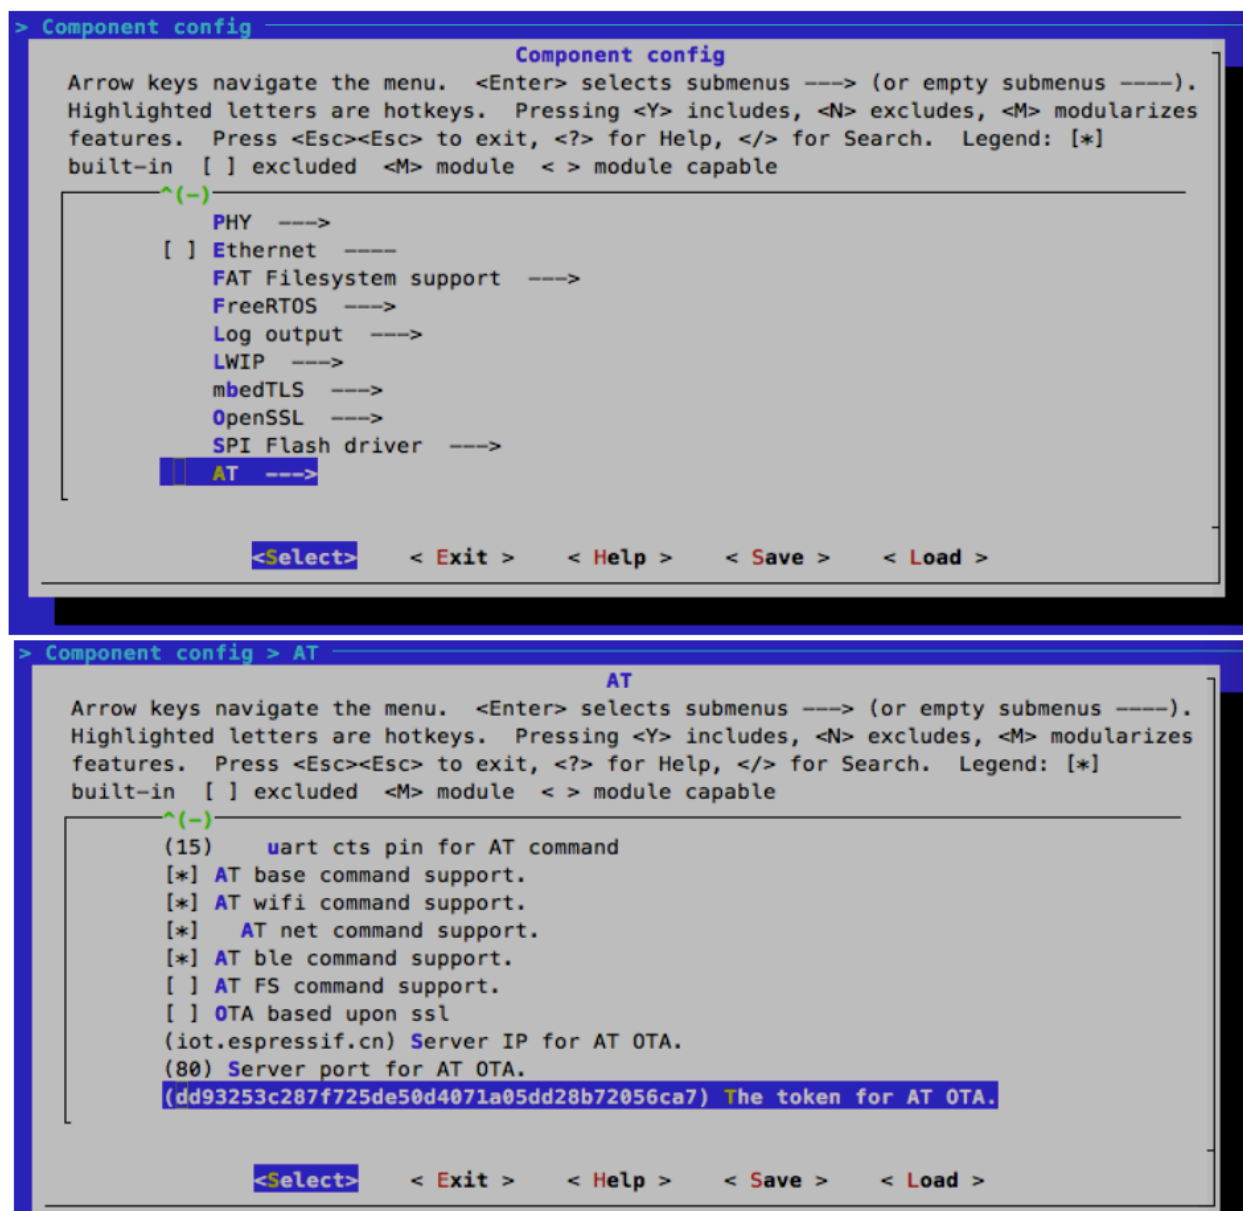 > Component config
Component config
Arrow keys navigate the menu.  <Enter> selects submenus ---> (or empty submenus ----).
Highlighted letters are hotkeys.  Pressing <Y> includes, <N> excludes, <M> modularizes
features.  Press <Esc><Esc> to exit, <?> for Help, </> for Search.  Legend: [*]
built-in  [ ] excluded  <M> module  < > module capable
^(-)
PHY  --->
[ ] Ethernet  ----
FAT Filesystem support  --->
FreeRTOS  --->
Log output  --->
LWIP  --->
mbedTLS  --->
OpenSSL  --->
SPI Flash driver  --->
AT  --->
<Select>    < Exit >    < Help >    < Save >    < Load >
> Component config > AT
AT
Arrow keys navigate the menu.  <Enter> selects submenus ---> (or empty submenus ----).
Highlighted letters are hotkeys.  Pressing <Y> includes, <N> excludes, <M> modularizes
features.  Press <Esc><Esc> to exit, <?> for Help, </> for Search.  Legend: [*]
built-in  [ ] excluded  <M> module  < > module capable
^(-)
(15)    uart cts pin for AT command
[*] AT base command support.
[*] AT wifi command support.
[*]   AT net command support.
[*] AT ble command support.
[ ] AT FS command support.
[ ] OTA based upon ssl
(iot.espressif.cn) Server IP for AT OTA.
(80) Server port for AT OTA.
(dd93253c287f725de50d4071a05dd28b72056ca7) The token for AT OTA.
<Select>    < Exit >    < Help >    < Save >    < Load >